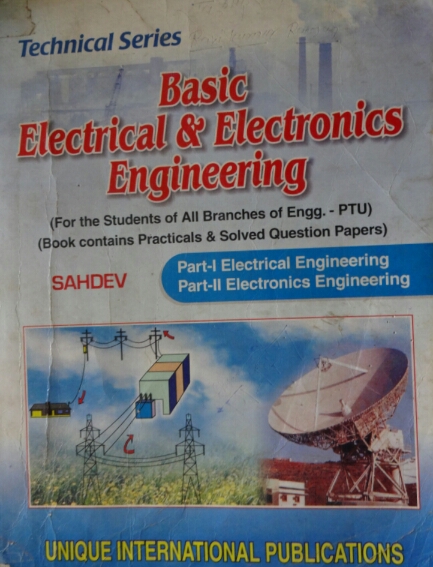 Technical Series
Basic
Electrical & Electronics
Engineering
(For the Students of All Branches of Engg. - PTU)
(Book contains Practicals & Solved Question Papers)
SAHDEV
Part-I Electrical Engineering
Part-II Electronics Engineering
UNIQUE INTERNATIONAL PUBLICATIONS